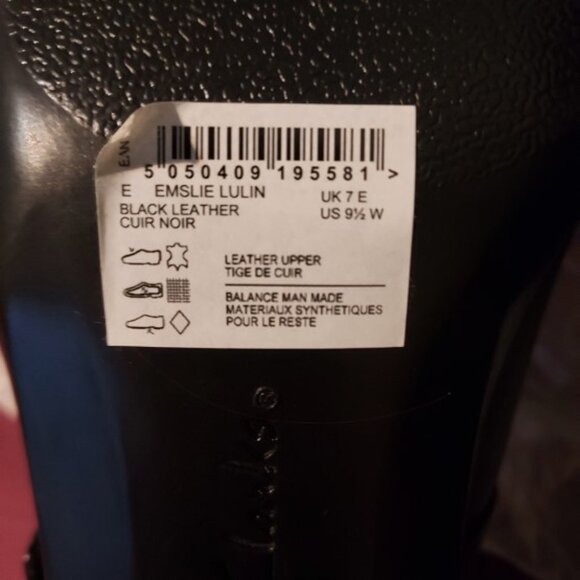 5 050409 195581 >
E EMSLIE LULIN UK 7 E
BLACK LEATHER US 9½ W
CUIR NOIR
LEATHER UPPER
TIGE DE CUIR
BALANCE MAN MADE
MATERIAUX SYNTHETIQUES
POUR LE RESTE